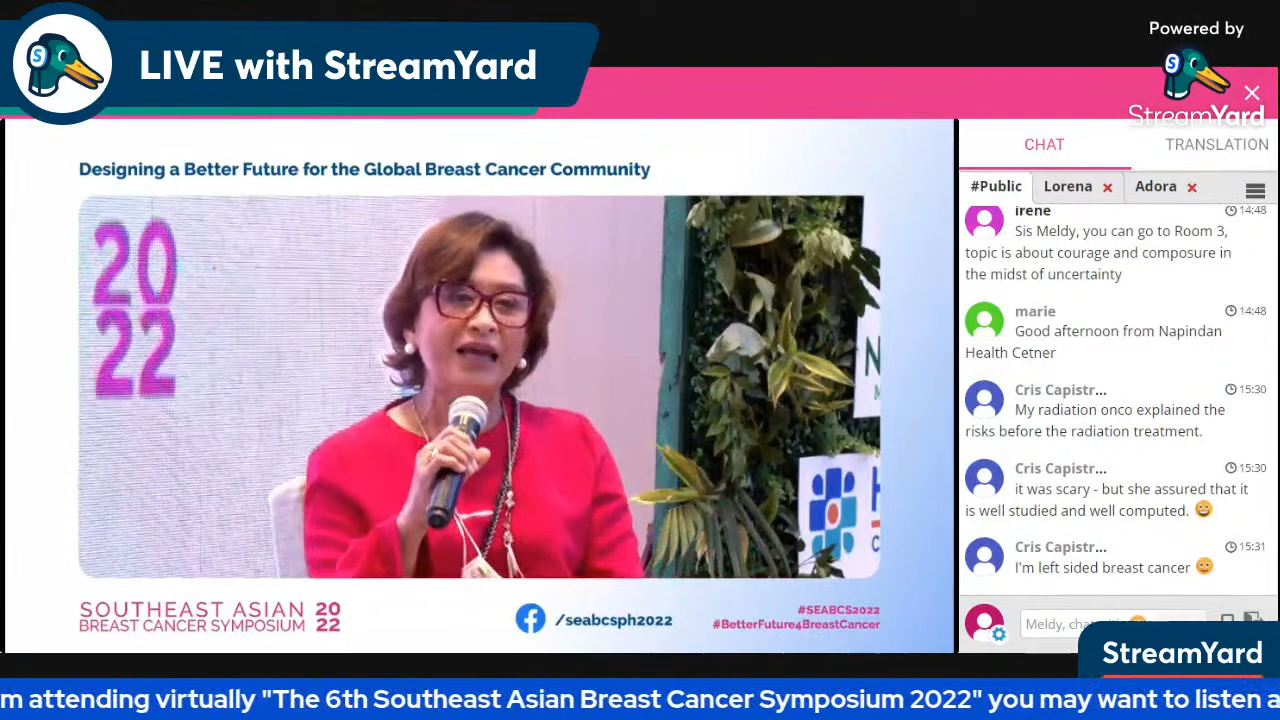 LIVE with StreamYard
Powered by
StreamYard
Designing a Better Future for the Global Breast Cancer Community
20
22
N
M
H
C
SOUTHEAST ASIAN 20
BREAST CANCER SYMPOSIUM 22
/seabcsph2022
#SEABCS2022
#BetterFuture4BreastCancer
CHAT TRANSLATION
#Public Lorena × Adora ×
irene 14:48
Sis Meldy, you can go to Room 3,
topic is about courage and composure in
the midst of uncertainty
marie 14:48
Good afternoon from Napindan
Health Cetner
Cris Capistr... 15:30
My radiation onco explained the
risks before the radiation treatment.
Cris Capistr... 15:30
it was scary - but she assured that it
is well studied and well computed.
Cris Capistr... 15:31
I'm left sided breast cancer
Meldy,
StreamYard
m attending virtually "The 6th Southeast Asian Breast Cancer Symposium 2022" you may want to listen a